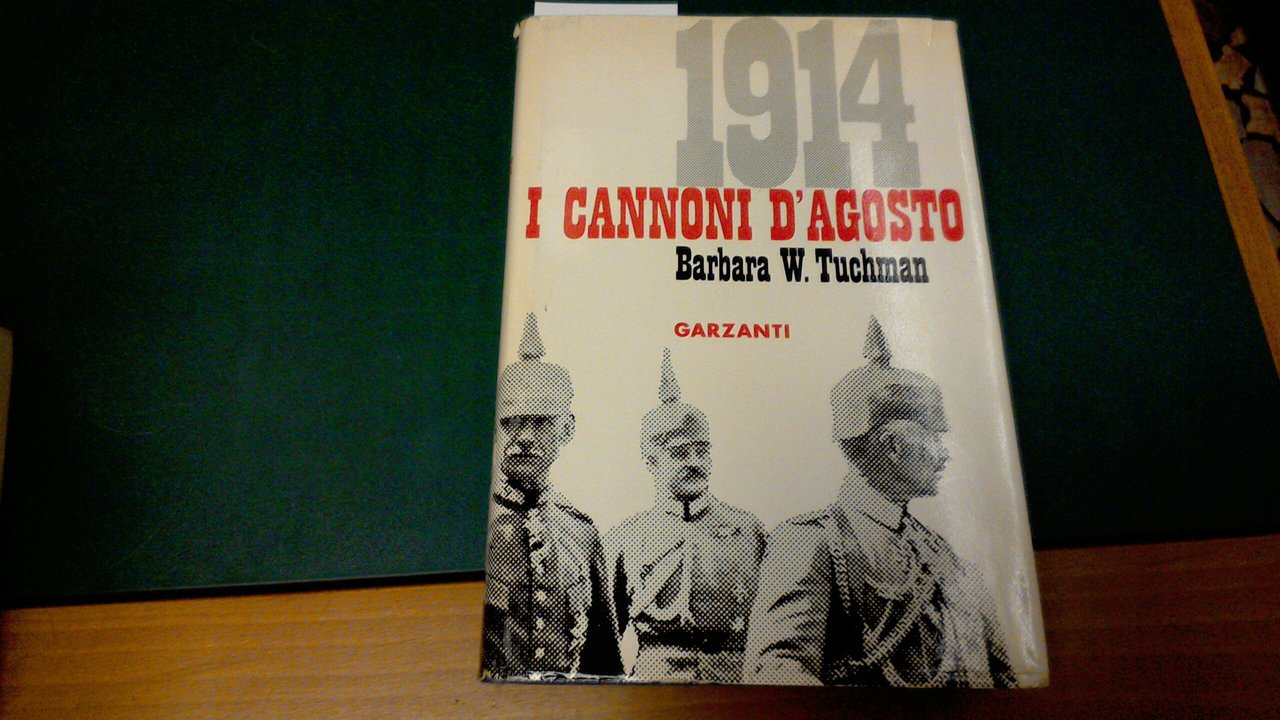 1914
I CANNONI D'AGOSTO
Barbara W. Tuchman
GARZANTI